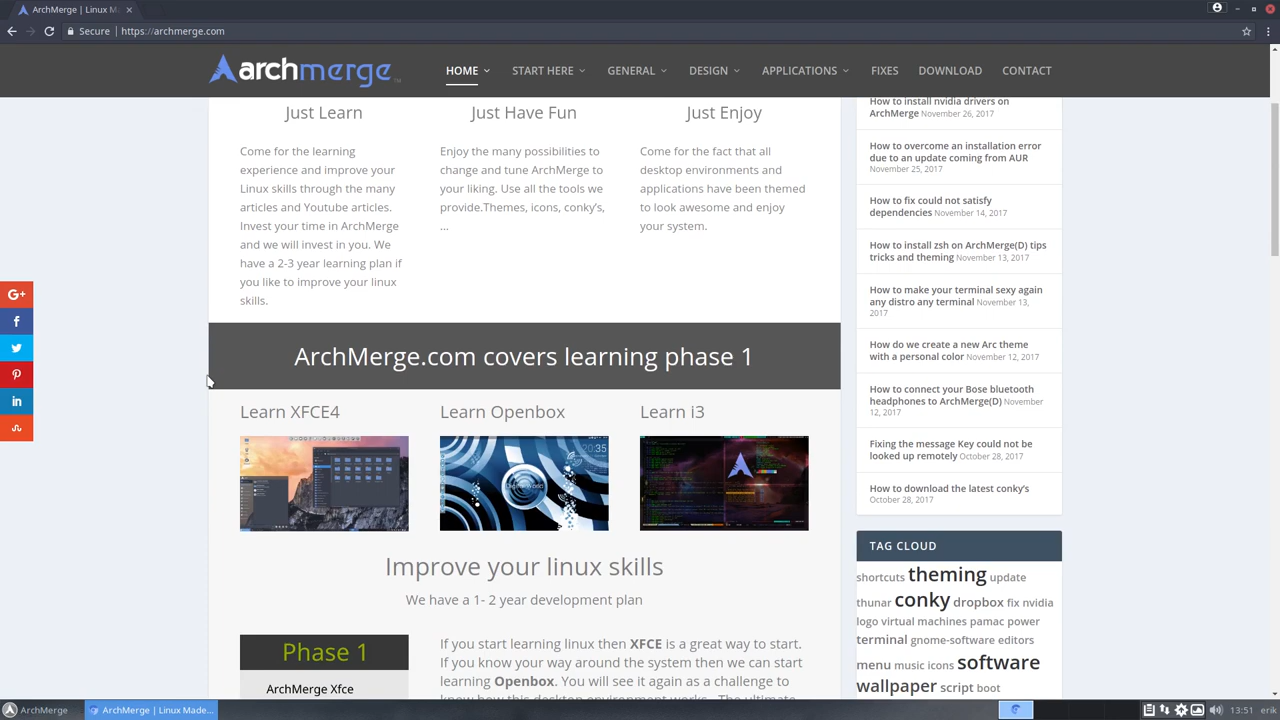 ArchMerge | Linux M
Secure
https://archmerge.com
archmerge
HOME
START HERE
GENERAL
DESIGN
APPLICATIONS
FIXES
DOWNLOAD
CONTACT
Just Learn
Come for the learning
experience and improve your
Linux skills through the many
articles and Youtube articles.
Invest your time in ArchMerge
and we will invest in you. We
have a 2-3 year learning plan if
you like to improve your linux
skills.
Just Have Fun
Enjoy the many possibilities to
change and tune ArchMerge to
your liking. Use all the tools we
provide.Themes, icons, conky's,
...
Just Enjoy
Come for the fact that all
desktop environments and
applications have been themed
to look awesome and enjoy
your system.
ArchMerge.com covers learning phase 1
Learn XFCE4
Learn Openbox
Learn i3
Improve your linux skills
We have a 1- 2 year development plan
Phase 1
ArchMerge Xfce
If you start learning linux then XFCE is a great way to start.
If you know your way around the system then we can start
learning Openbox. You will see it again as a challenge to
know how this desktop environment works. The ultimate
How to install nvidia drivers on
ArchMerge November 26, 2017
How to overcome an installation error
due to an update coming from AUR
November 25, 2017
How to fix could not satisfy
dependencies November 14, 2017
How to install zsh on ArchMerge(D) tips
tricks and theming November 13, 2017
How to make your terminal sexy again
any distro any terminal November 13,
2017
How do we create a new Arc theme
with a personal color November 12, 2017
How to connect your Bose bluetooth
headphones to ArchMerge(D) November
12, 2017
Fixing the message Key could not be
looked up remotely October 28, 2017
How to download the latest conky's
October 28, 2017
TAG CLOUD
shortcuts theming update
thunar conky dropbox fix nvidia
logo virtual machines pamac power
terminal gnome-software editors
menu music icons software
wallpaper script boot
G+
f
in
ArchMerge
ArchMerge | Linux Made...
13:51
erik